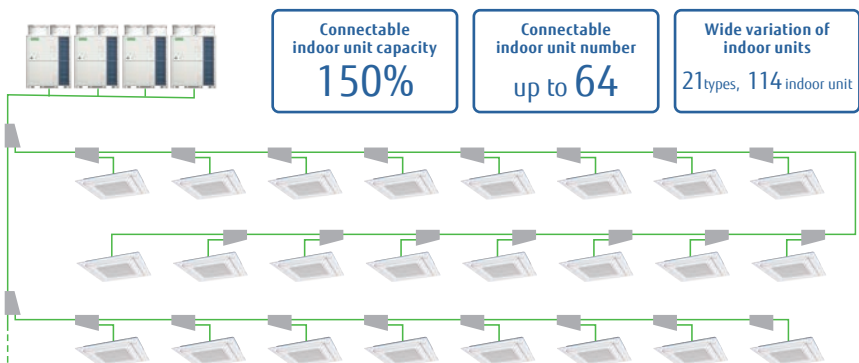 Connectable
indoor unit capacity
150%
Connectable
indoor unit number
up to 64
Wide variation of
indoor units
21types, 114 indoor unit